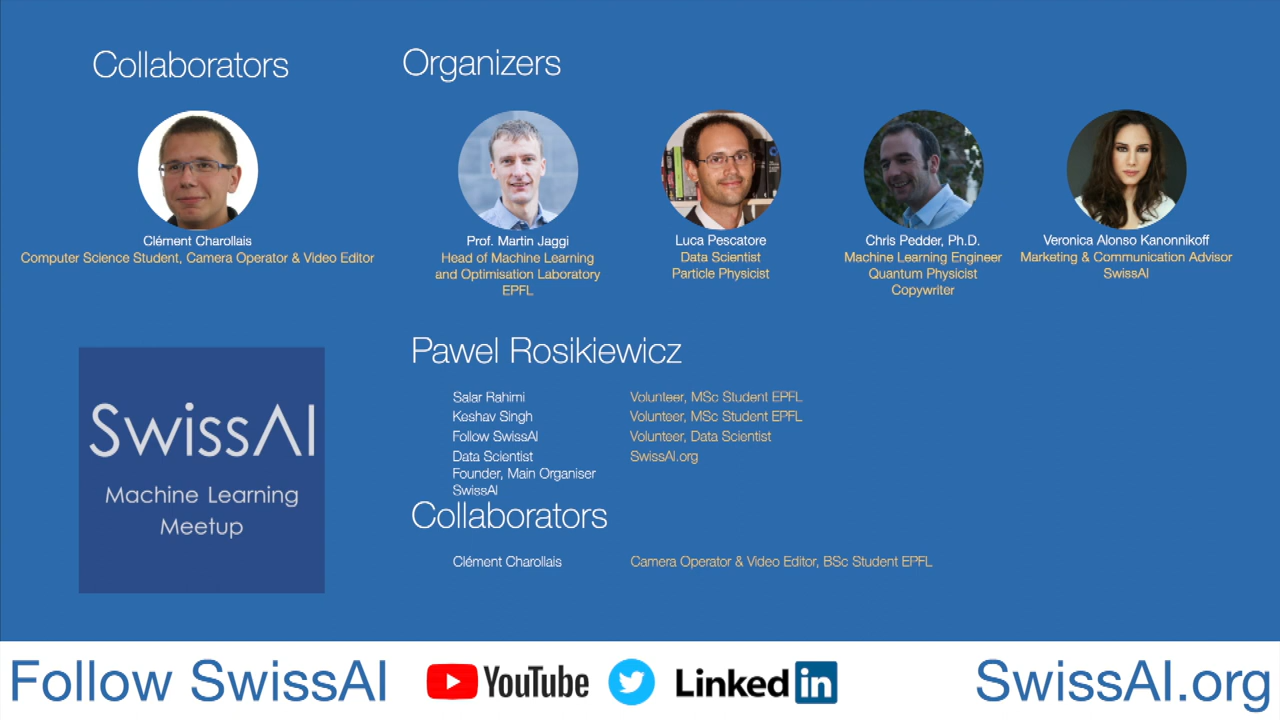 Collaborators
Organizers
Clément Charollais
Computer Science Student, Camera Operator & Video Editor
Prof. Martin Jaggi
Head of Machine Learning
and Optimisation Laboratory
EPFL
Luca Pescatore
Data Scientist
Particle Physicist
Chris Pedder, Ph.D.
Machine Learning Engineer
Quantum Physicist
Copywriter
Veronica Alonso Kanonnikoff
Marketing & Communication Advisor
SwissAI
SwissAI
Machine Learning
Meetup
Pawel Rosikiewicz
Salar Rahimi Volunteer, MSc Student EPFL
Keshav Singh Volunteer, MSc Student EPFL
Follow SwissAI Volunteer, Data Scientist
Data Scientist SwissAI.org
Founder, Main Organiser
SwissAI
Collaborators
Clément Charollais Camera Operator & Video Editor, BSc Student EPFL
Follow SwissAI YouTube Linked in SwissAI.org